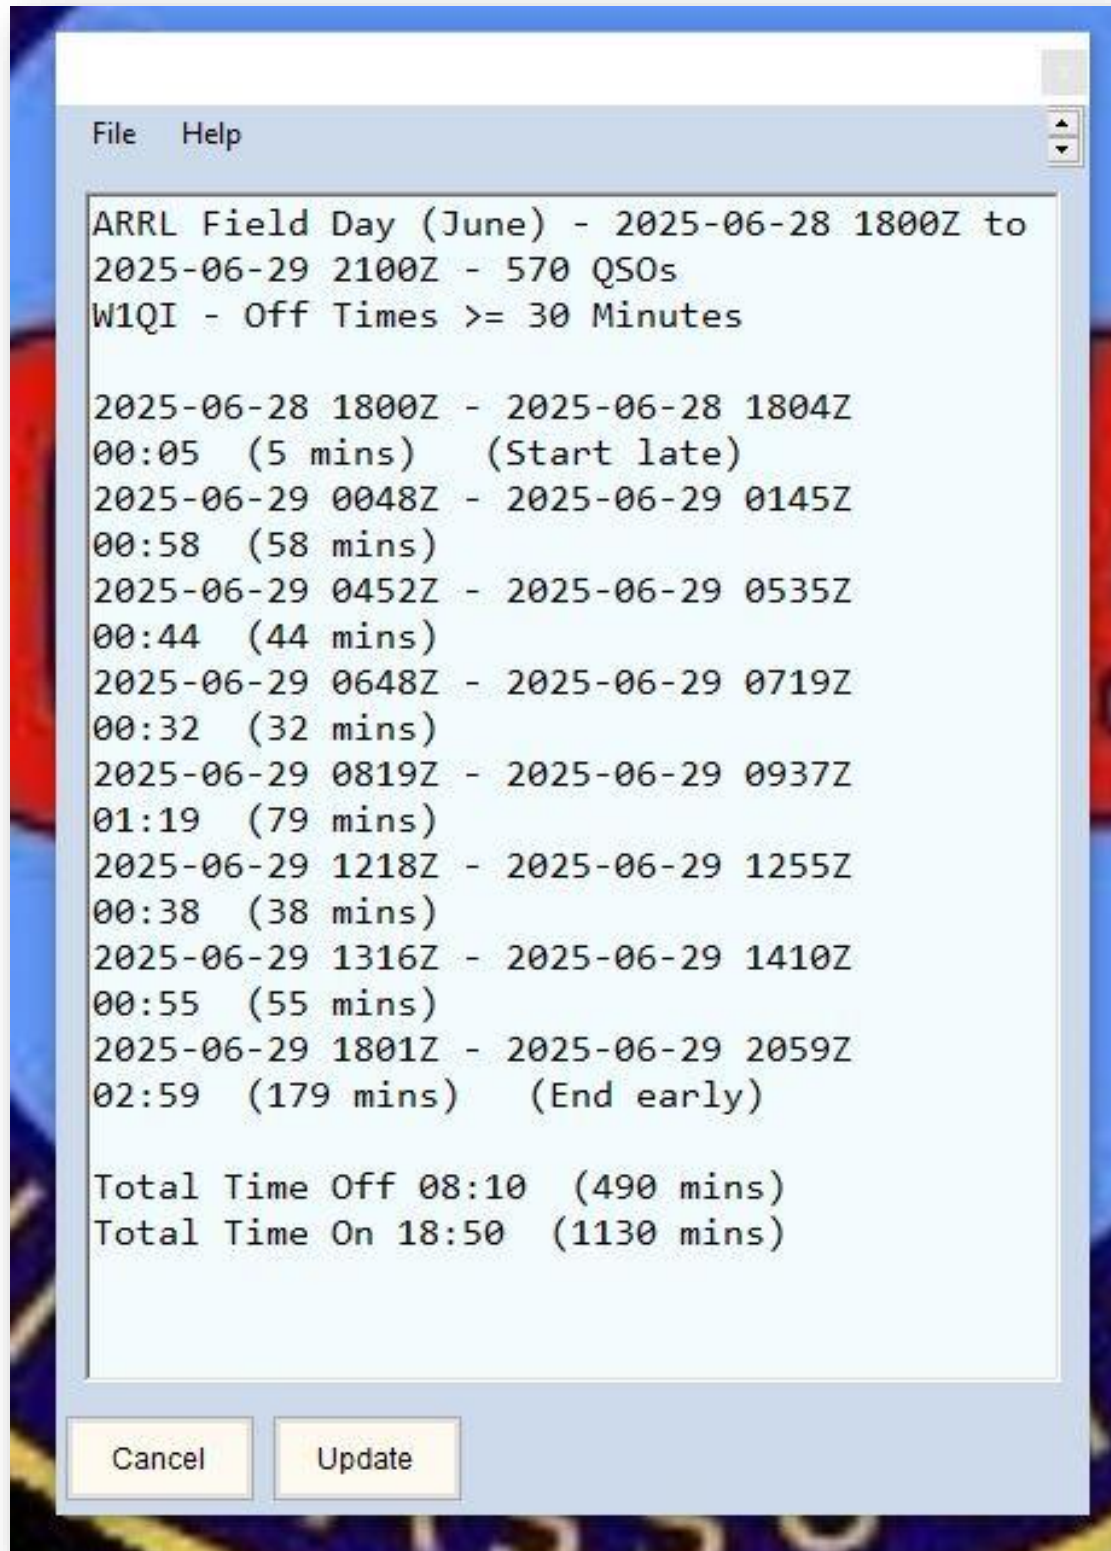 File Help
ARRL Field Day (June) - 2025-06-28 1800Z to
2025-06-29 2100Z - 570 QSOs
W1QI - Off Times >= 30 Minutes
2025-06-28 1800Z - 2025-06-28 1804Z
00:05 (5 mins) (Start late)
2025-06-29 0048Z - 2025-06-29 0145Z
00:58 (58 mins)
2025-06-29 0452Z - 2025-06-29 0535Z
00:44 (44 mins)
2025-06-29 0648Z - 2025-06-29 0719Z
00:32 (32 mins)
2025-06-29 0819Z - 2025-06-29 0937Z
01:19 (79 mins)
2025-06-29 1218Z - 2025-06-29 1255Z
00:38 (38 mins)
2025-06-29 1316Z - 2025-06-29 1410Z
00:55 (55 mins)
2025-06-29 1801Z - 2025-06-29 2059Z
02:59 (179 mins) (End early)
Total Time Off 08:10 (490 mins)
Total Time On 18:50 (1130 mins)
Cancel Update